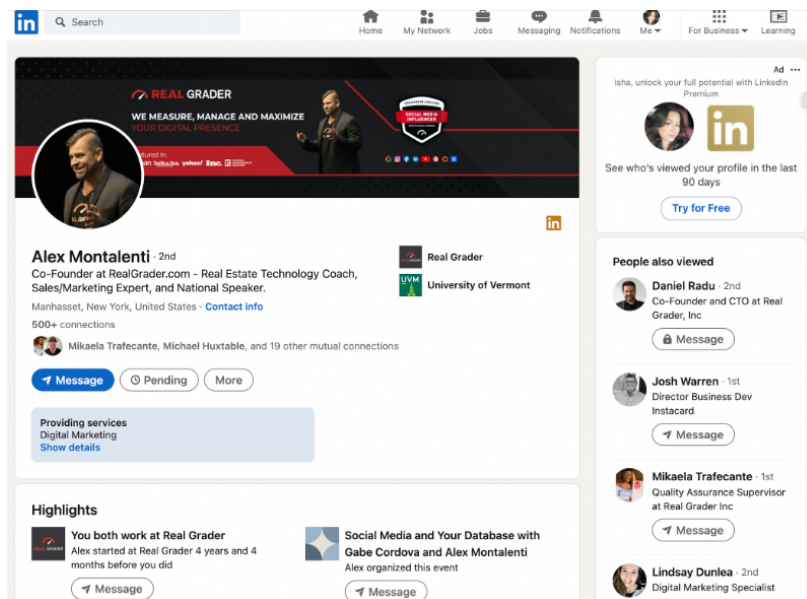 in
Search
Home
My Network
Jobs
Messaging
Notifications
Me
For Business
Learning
REAL GRADER
WE MEASURE, MANAGE AND MAXIMIZE
YOUR DIGITAL PRESENCE
SOCIAL MEDIA
INFLUENCER
yahoo! Inc.
in
Alex Montalenti · 2nd
Co-Founder at RealGrader.com - Real Estate Technology Coach,
Sales/Marketing Expert, and National Speaker.
Manhasset, New York, United States · Contact info
500+ connections
Mikaela Trafecante, Michael Huxtable, and 19 other mutual connections
Real Grader
UVM
University of Vermont
Message
Pending
More
Providing services
Digital Marketing
Show details
Highlights
You both work at Real Grader
Alex started at Real Grader 4 years and 4
months before you did
Message
Social Media and Your Database with
Gabe Cordova and Alex Montalenti
Alex organized this event
Message
Ad ···
Isha, unlock your full potential with LinkedIn
Premium
in
See who's viewed your profile in the last
90 days
Try for Free
People also viewed
Daniel Radu · 2nd
Co-Founder and CTO at Real
Grader, Inc
Message
Josh Warren · 1st
Director Business Dev
Instacard
Message
Mikaela Trafecante · 1st
Quality Assurance Supervisor
at Real Grader Inc
Message
Lindsay Dunlea · 2nd
Digital Marketing Specialist